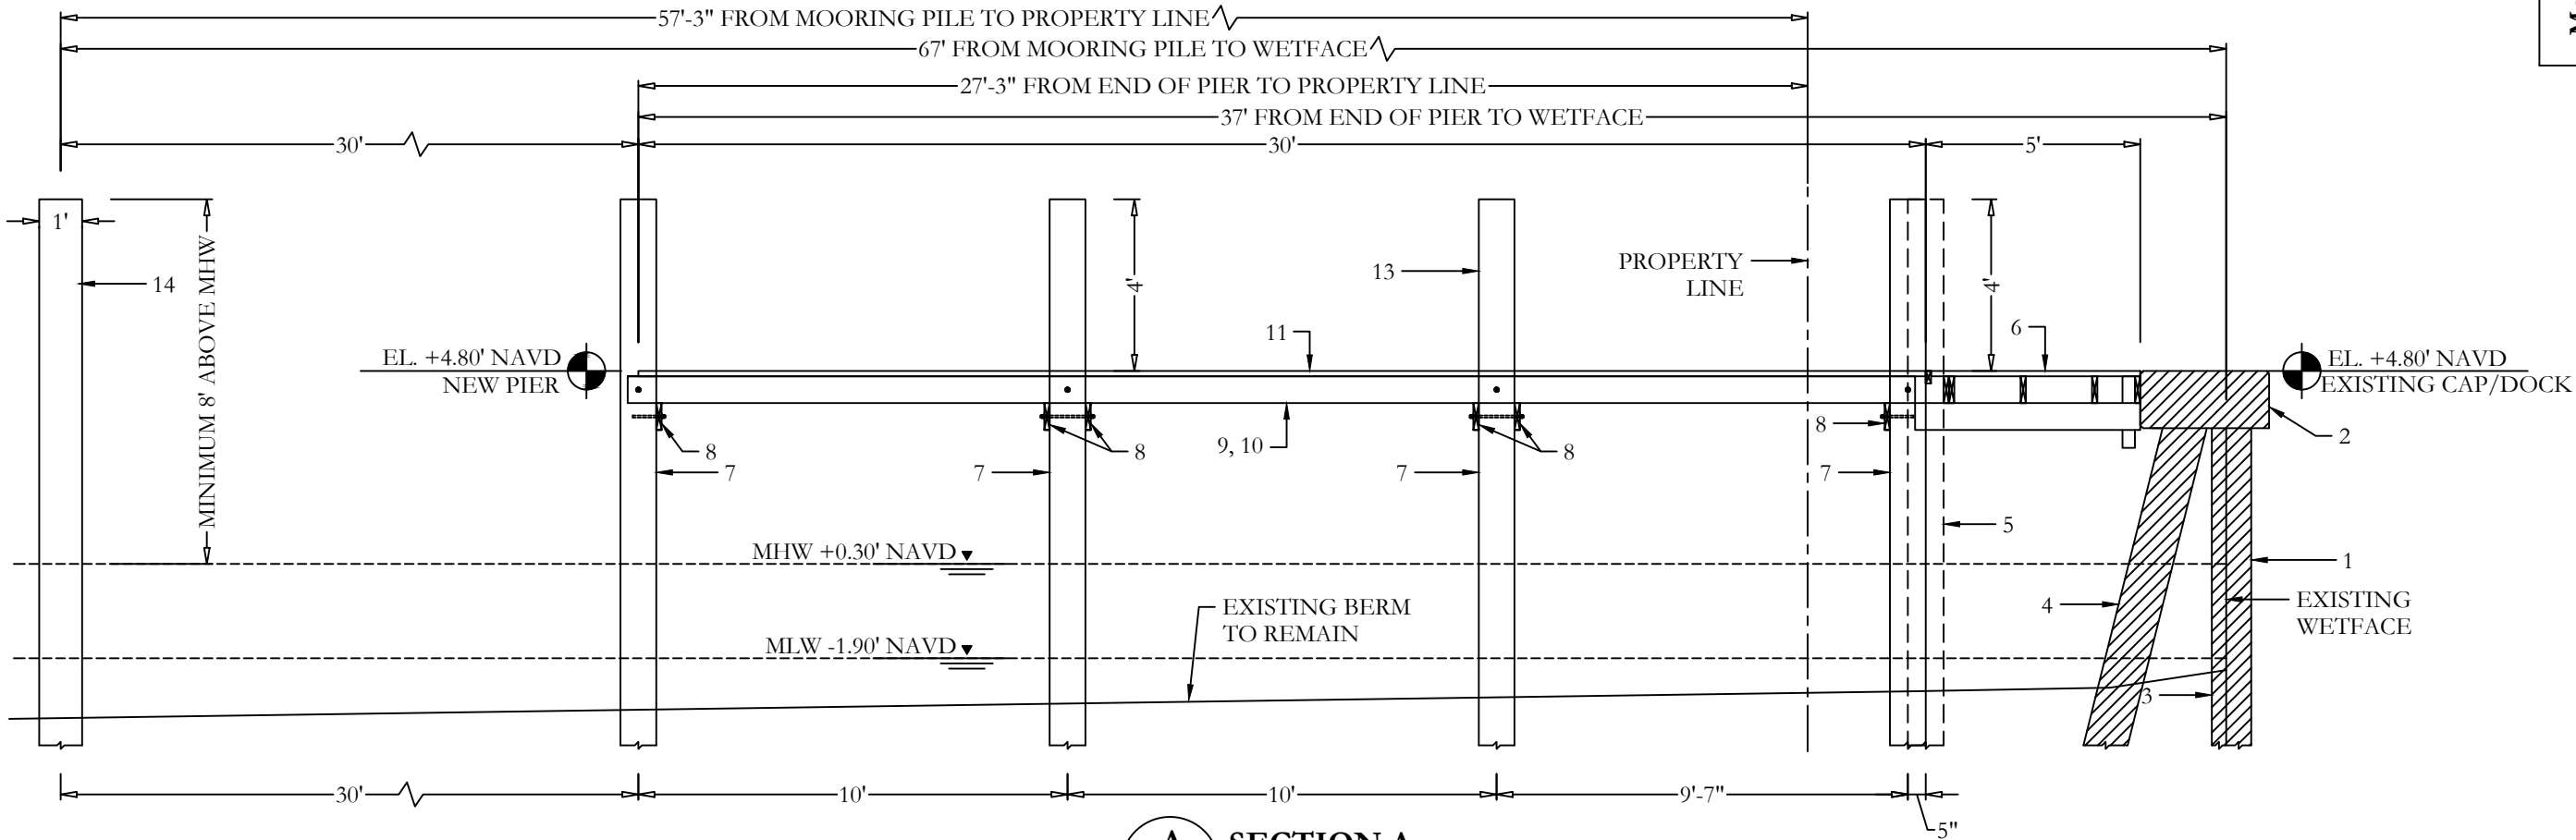 57'-3" FROM MOORING PILE TO PROPERTY LINE
67' FROM MOORING PILE TO WETFACE
27'-3" FROM END OF PIER TO PROPERTY LINE
37' FROM END OF PIER TO WETFACE
30'
30'
5'
1'
MINIMUM 8' ABOVE MHW
14
4'
13
PROPERTY
LINE
4'
11
6
EL. +4.80' NAVD
NEW PIER
EL. +4.80' NAVD
EXISTING CAP/DOCK
8
8
9, 10
8
8
2
7
7
7
7
5
MHW +0.30' NAVD
1
EXISTING BERM
TO REMAIN
4
EXISTING
WETFACE
MLW -1.90' NAVD
3
30'
10'
10'
9'-7"
5"
A
SECTION A